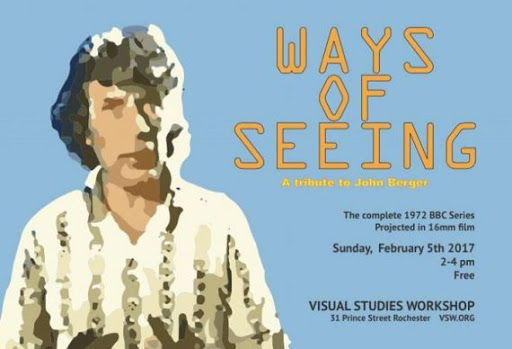 WAYS
OF
SEEING
A tribute to John Berger
The complete 1972 BBC Series
Projected in 16mm film
Sunday, February 5th 2017
2-4 pm
Free
VISUAL STUDIES WORKSHOP
31 Prince Street Rochester VSW.ORG